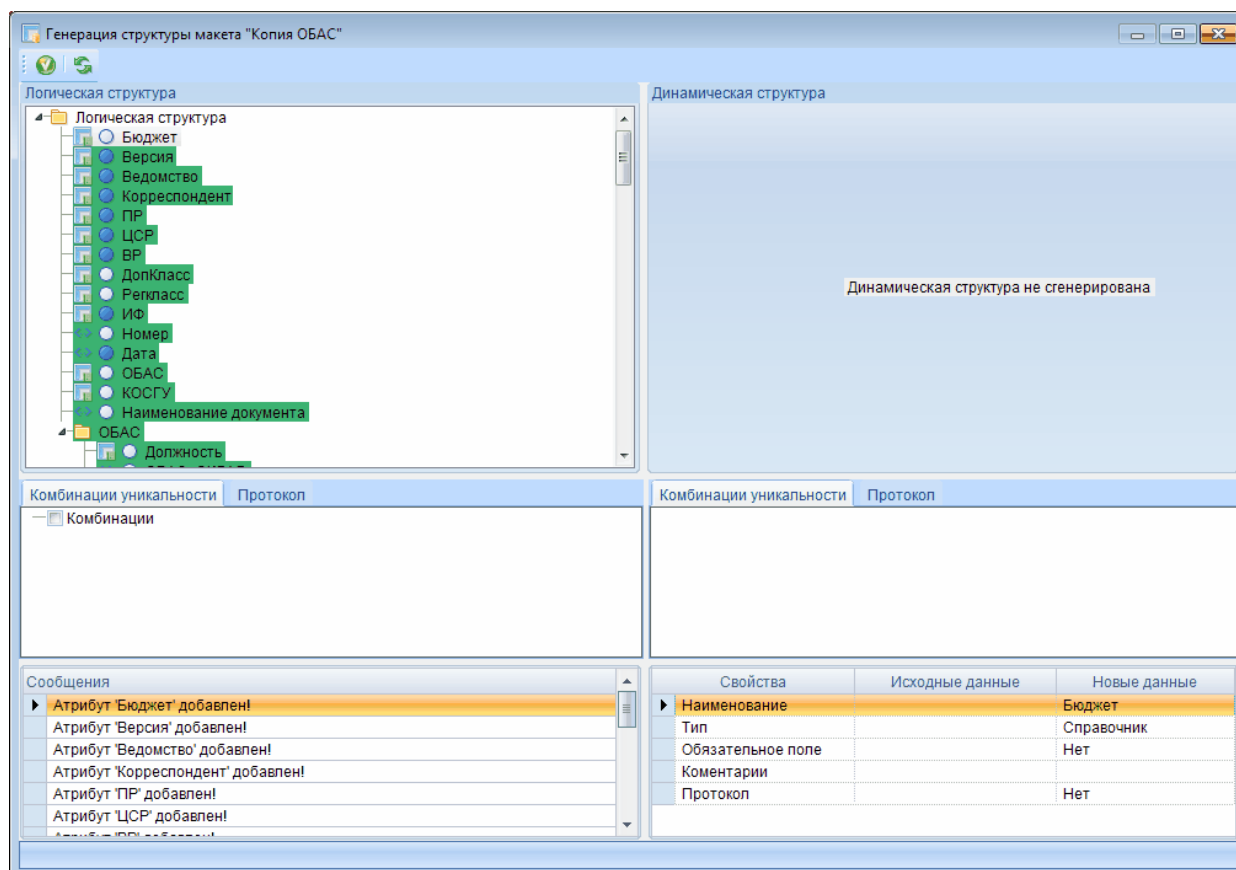 Генерация структуры макета "Копия ОБАС"
Логическая структура
Логическая структура
Бюджет
Версия
Ведомство
Корреспондент
ПР
ЦСР
ВР
ДопКласс
Регкласс
ИФ
Номер
Дата
ОБАС
КОСГУ
Наименование документа
ОБАС
Должность
Динамическая структура
Динамическая структура не сгенерирована
Комбинации уникальности Протокол
Комбинации
Комбинации уникальности Протокол
Сообщения
Атрибут 'Бюджет' добавлен!
Атрибут 'Версия' добавлен!
Атрибут 'Ведомство' добавлен!
Атрибут 'Корреспондент' добавлен!
Атрибут 'ПР' добавлен!
Атрибут 'ЦСР' добавлен!
Свойства Исходные данные Новые данные
Наименование Бюджет
Тип Справочник
Обязательное поле Нет
Коментарии
Протокол Нет